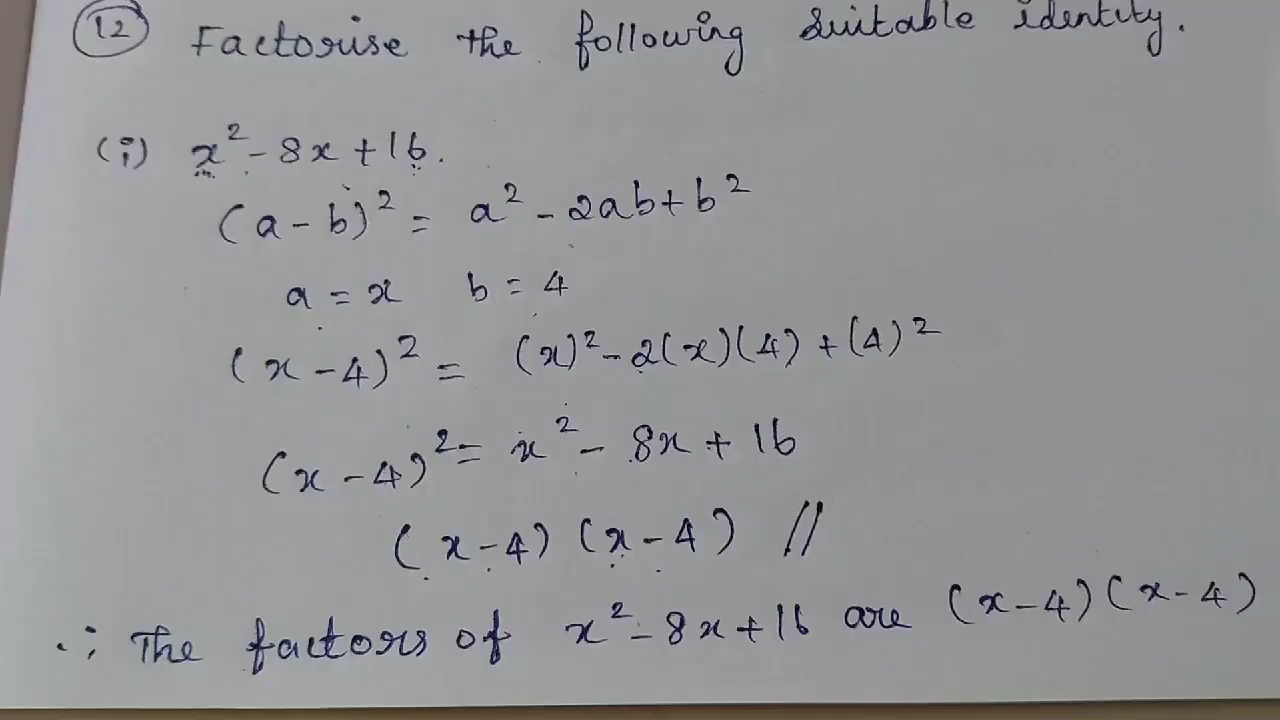 (12) Factorise the following suitable identity.
(i) x² - 8x + 16.
(a - b)² = a² - 2ab + b²
a = x b = 4
(x - 4)² = (x)² - 2(x)(4) + (4)²
(x - 4)² = x² - 8x + 16
(x - 4) (x - 4) //
∴ The factors of x² - 8x + 16 are (x - 4) (x - 4)